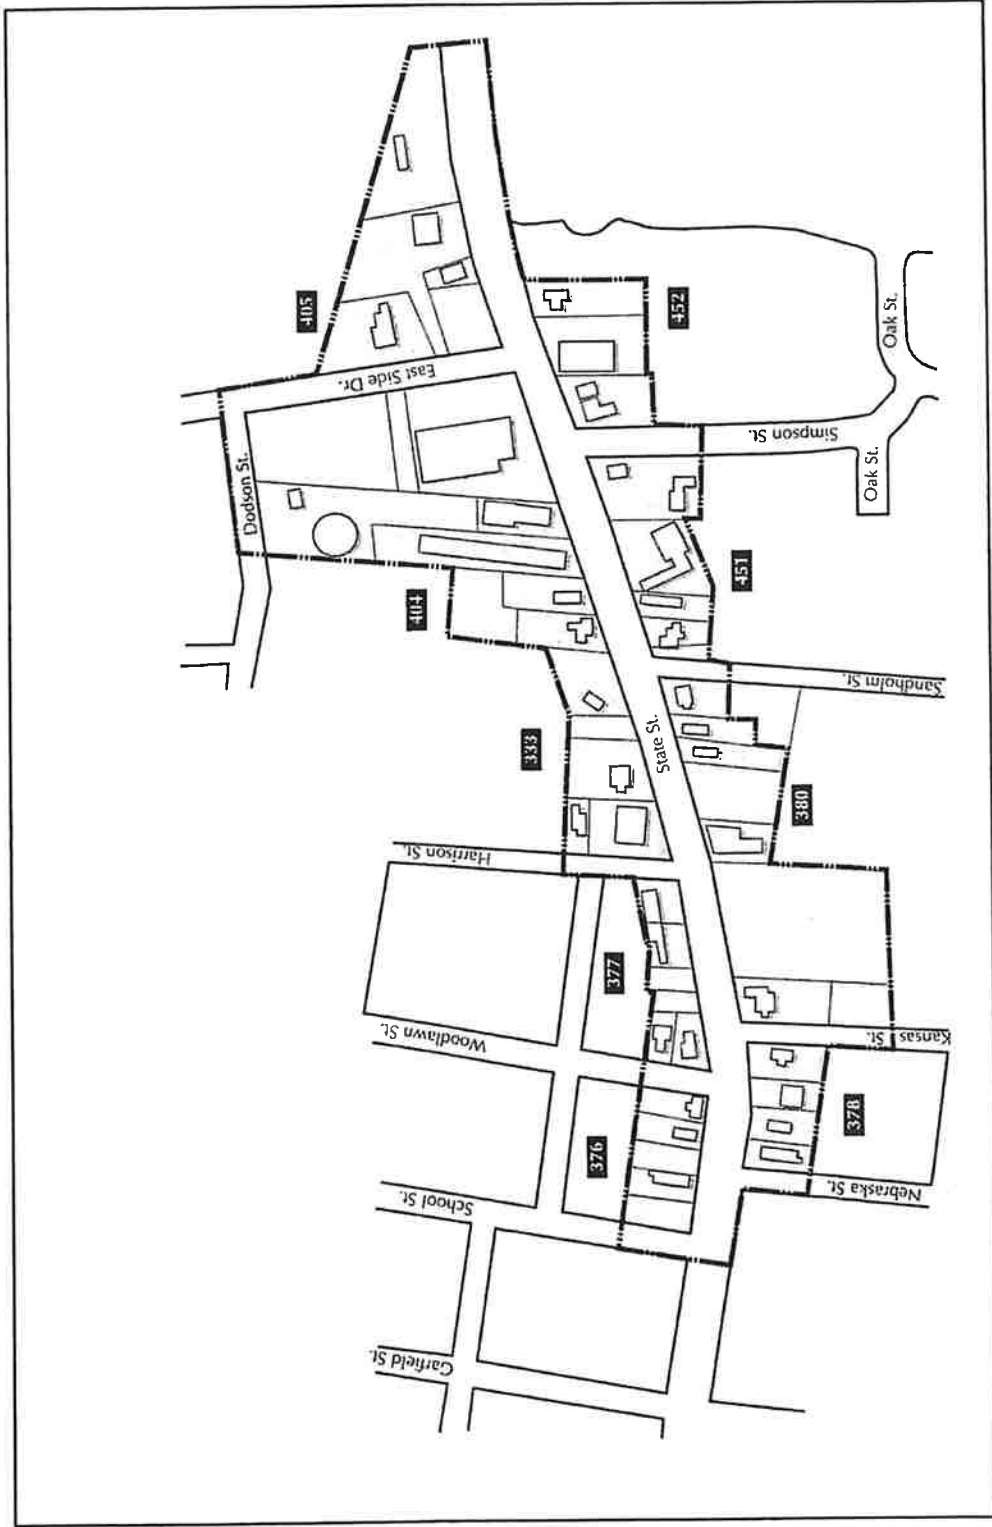 405
452
East Side Dr.
Oak St.
Dodson St.
Simpson St.
Oak St.
404
451
Sandholm St.
State St.
333
380
Harrison St.
377
Woodlawn St.
Kansas St.
376
378
School St.
Nebraska St.
Garfield St.